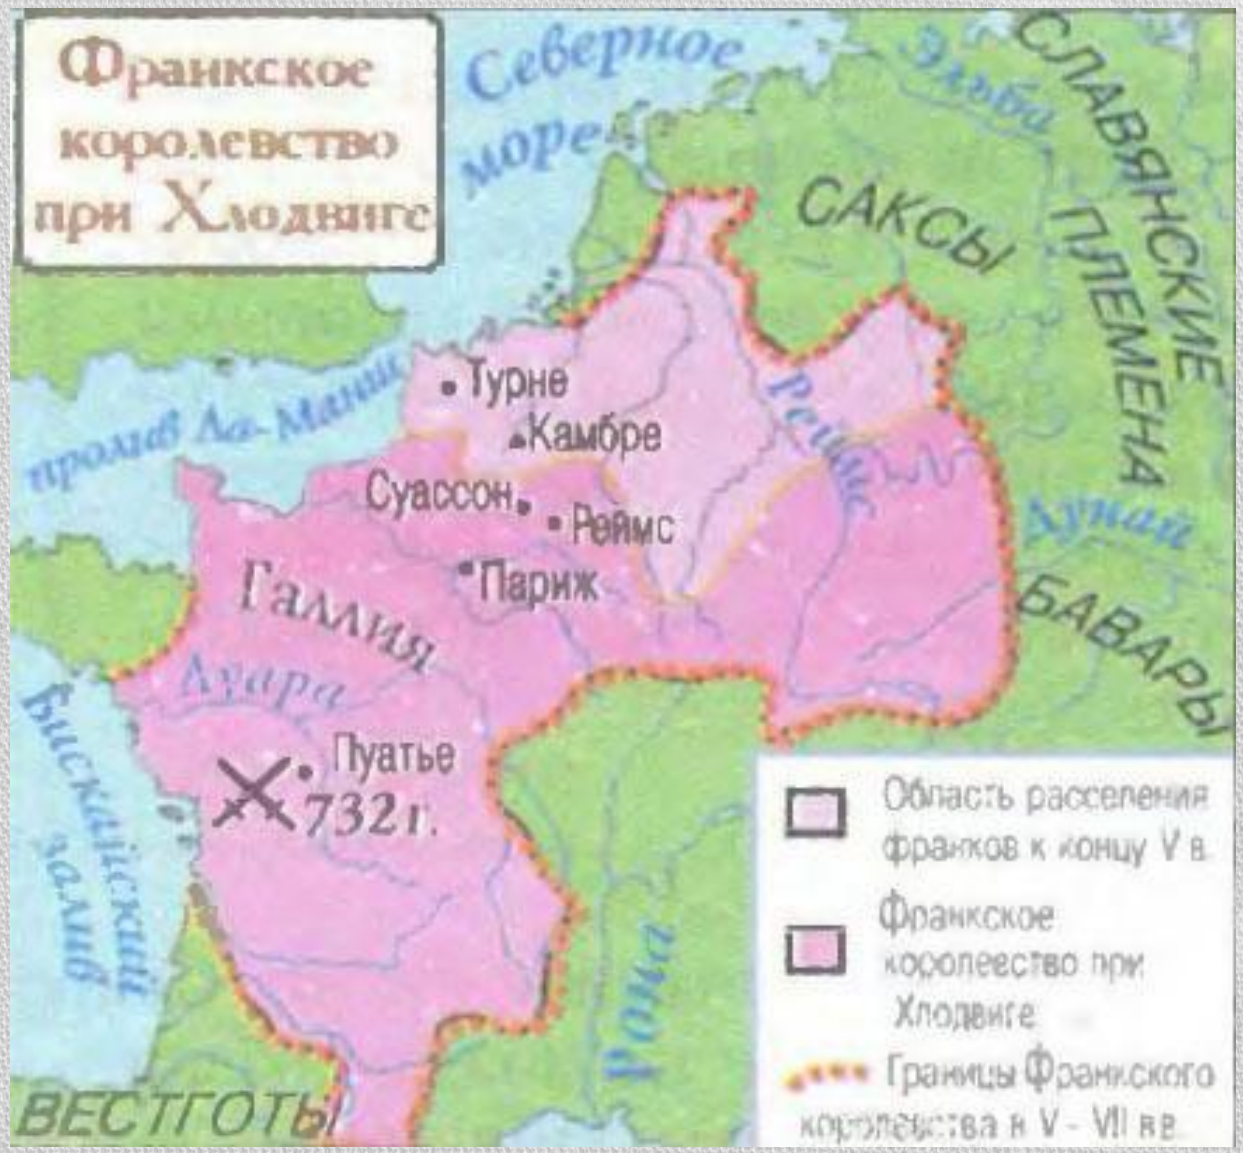 Франкское
королевство
при Хлодвиге
Северное
море
Эльба
СЛАВЯНСКИЕ
ПЛЕМЕНА
САКСЫ
пролив Ла-Манш
Турне
Камбре
Рейнс
Суассон
Реймс
Париж
Дунай
БАВАРЫ
Галлия
Луара
Бискайский
залив
Пуатье
732 г.
Рона
ВЕСТГОТЫ
Область расселения
франков к концу V в.
Франкское
королевство при
Хлодвиге
Границы Франкского
королевства в V - VII вв.